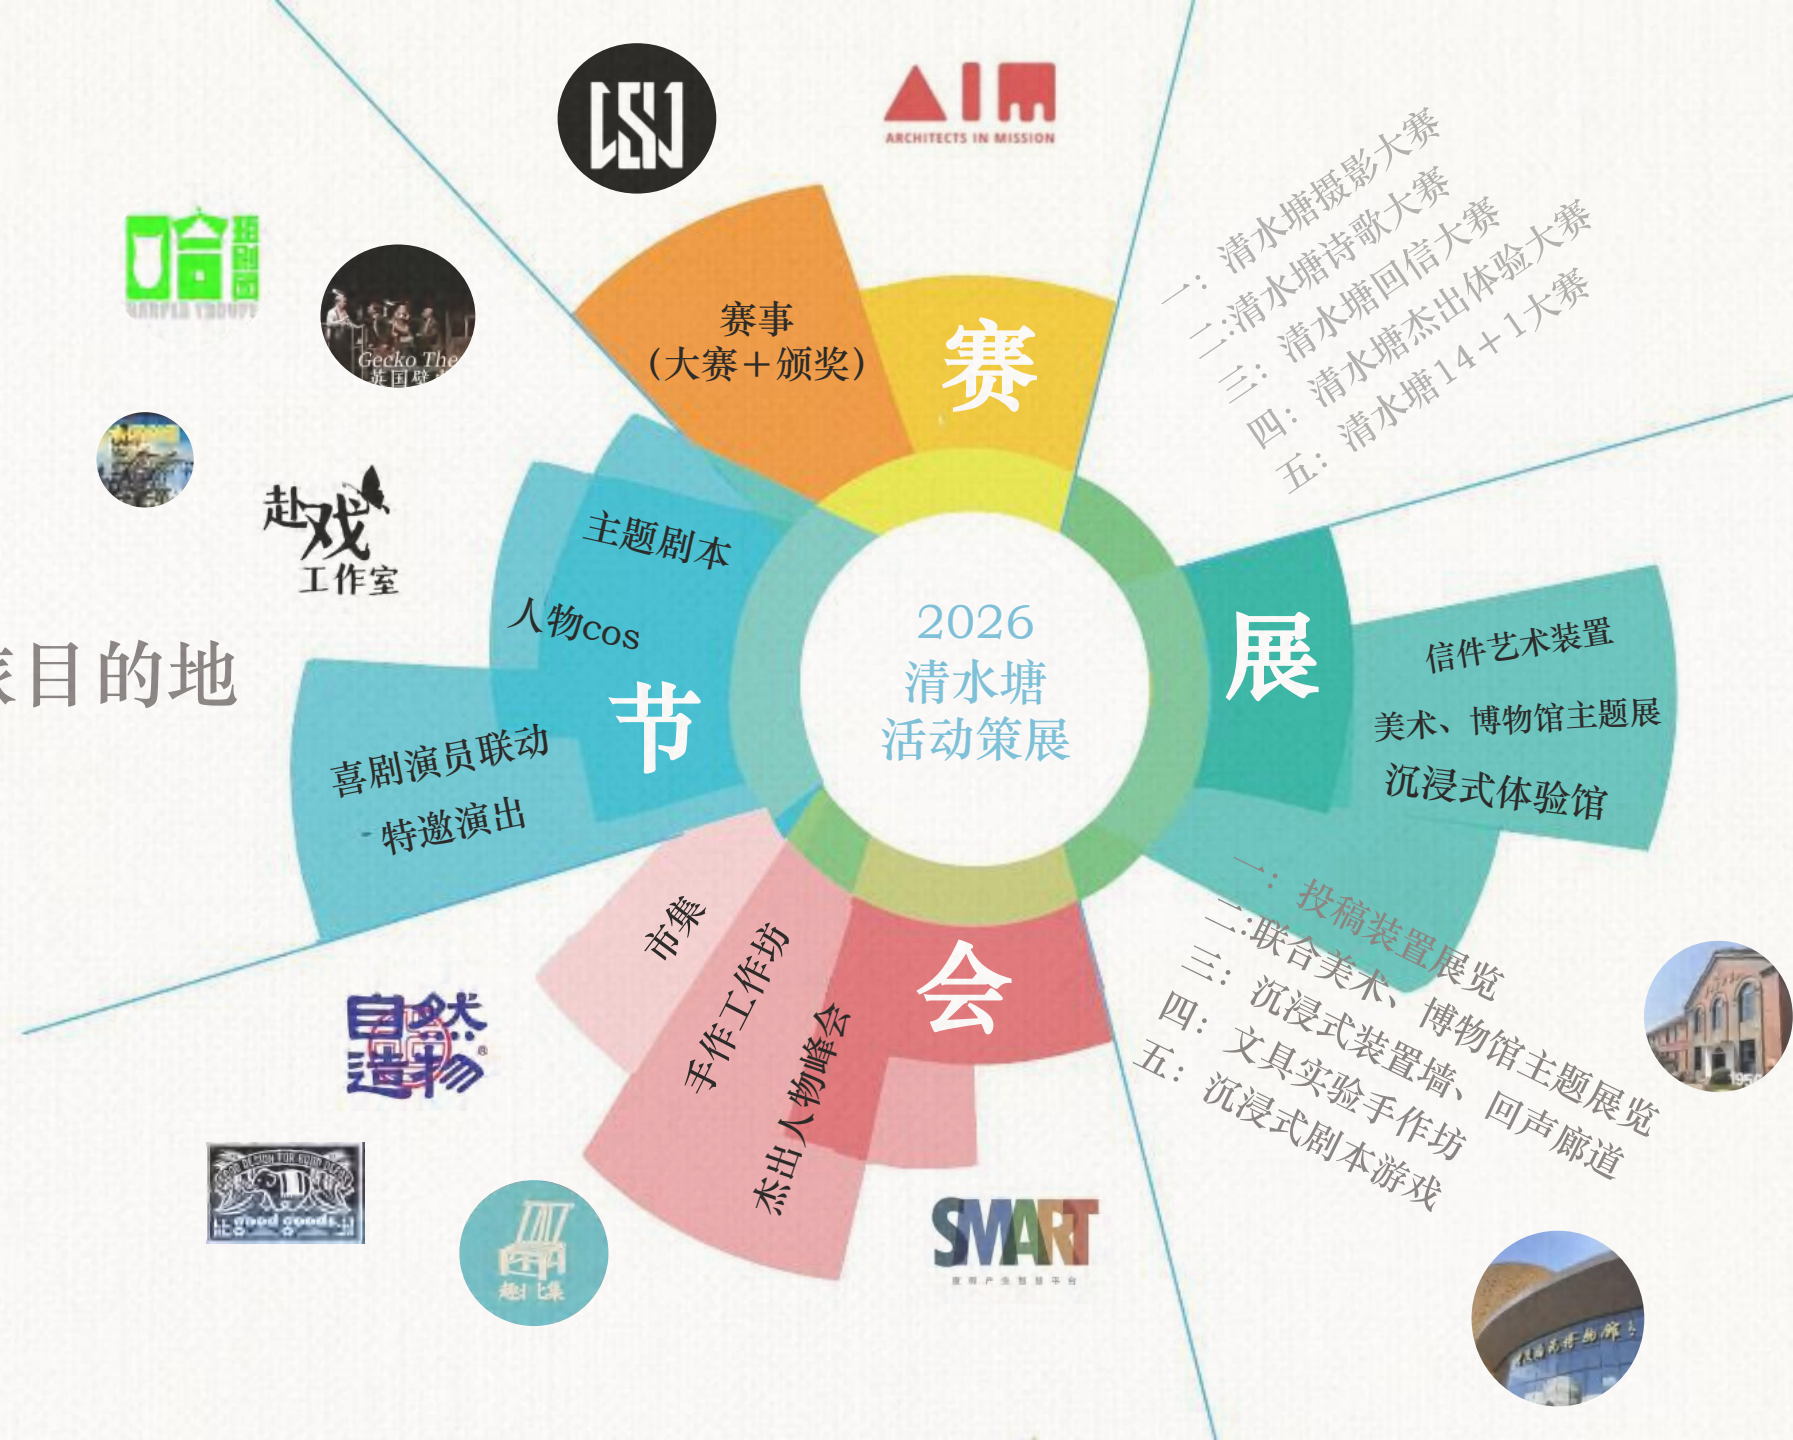 AIM
ARCHITECTS IN MISSION
哈
Gecko The
赴戏
工作室
旅目的地
赛事
（大赛＋颁奖）
赛
一：清水塘摄影大赛
二:清水塘诗歌大赛
三：清水塘回信大赛
四：清水塘杰出体验大赛
五：清水塘14＋1大赛
主题剧本
人物cos
节
喜剧演员联动
- 特邀演出
2026
清水塘
活动策展
展
信件艺术装置
美术、博物馆主题展
沉浸式体验馆
一：投稿装置展览
二:联合美术、博物馆主题展览
三：沉浸式装置墙、回声廊道
四：文具实验手作坊
五：沉浸式剧本游戏
会
市集
手作工作坊
杰出人物峰会
自然
造物
®
good goods
SMART